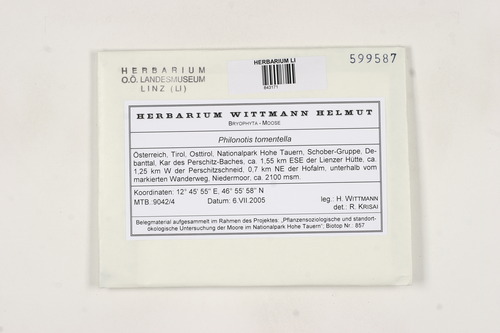 HERBARIUM
O.Ö. LANDESMUSEUM
LINZ (LI)
HERBARIUM LI
843171
599587
HERBARIUM WITTMANN HELMUT
BRYOPHYTA - MOOSE
Philonotis tomentella
Österreich, Tirol, Osttirol, Nationalpark Hohe Tauern, Schober-Gruppe, De-
banttal, Kar des Perschitz-Baches, ca. 1,55 km ESE der Lienzer Hütte, ca.
1,25 km W der Perschitzschneid, 0,7 km NE der Hofalm, unterhalb vom
markierten Wanderweg, Niedermoor, ca. 2100 msm.
Koordinaten: 12° 45' 55" E, 46° 55' 58" N
MTB.:9042/4 Datum: 6.VII.2005
leg.: H. WITTMANN
det.: R. KRISAI
Belegmaterial aufgesammelt im Rahmen des Projektes: „Pflanzensoziologische und standort-
ökologische Untersuchung der Moore im Nationalpark Hohe Tauern"; Biotop Nr.: 857